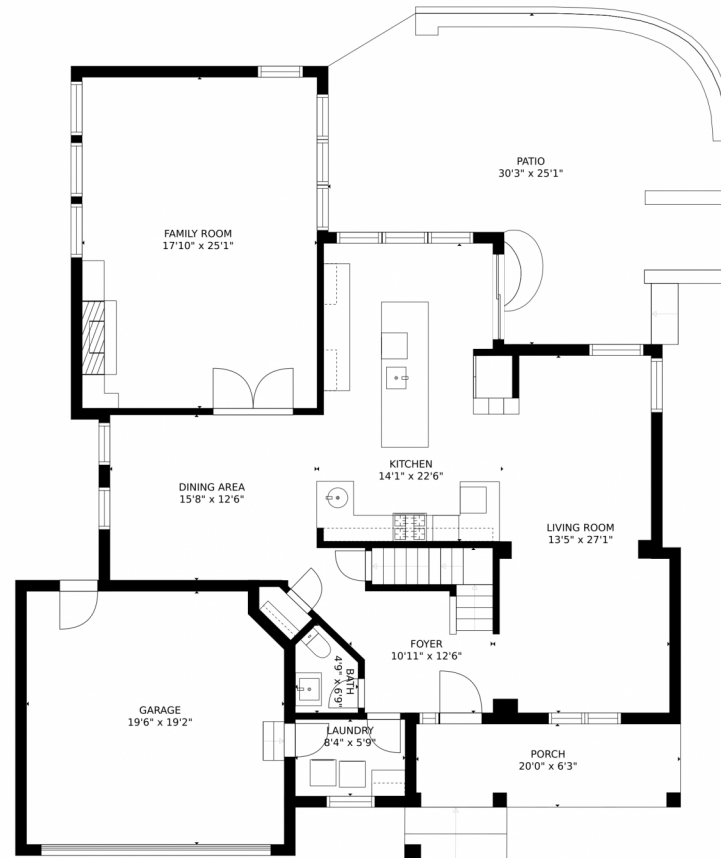 PATIO
30'3" x 25'1"
FAMILY ROOM
17'10" x 25'1"
KITCHEN
14'1" x 22'6"
DINING AREA
15'8" x 12'6"
LIVING ROOM
13'5" x 27'1"
FOYER
10'11" x 12'6"
BATH
4'9" x 6'9"
GARAGE
19'6" x 19'2"
LAUNDRY
8'4" x 5'9"
PORCH
20'0" x 6'3"